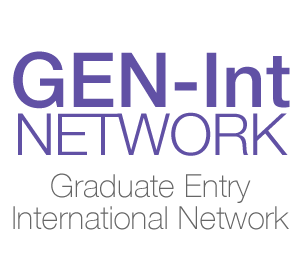 GEN-Int
NETWORK
Graduate Entry
International Network